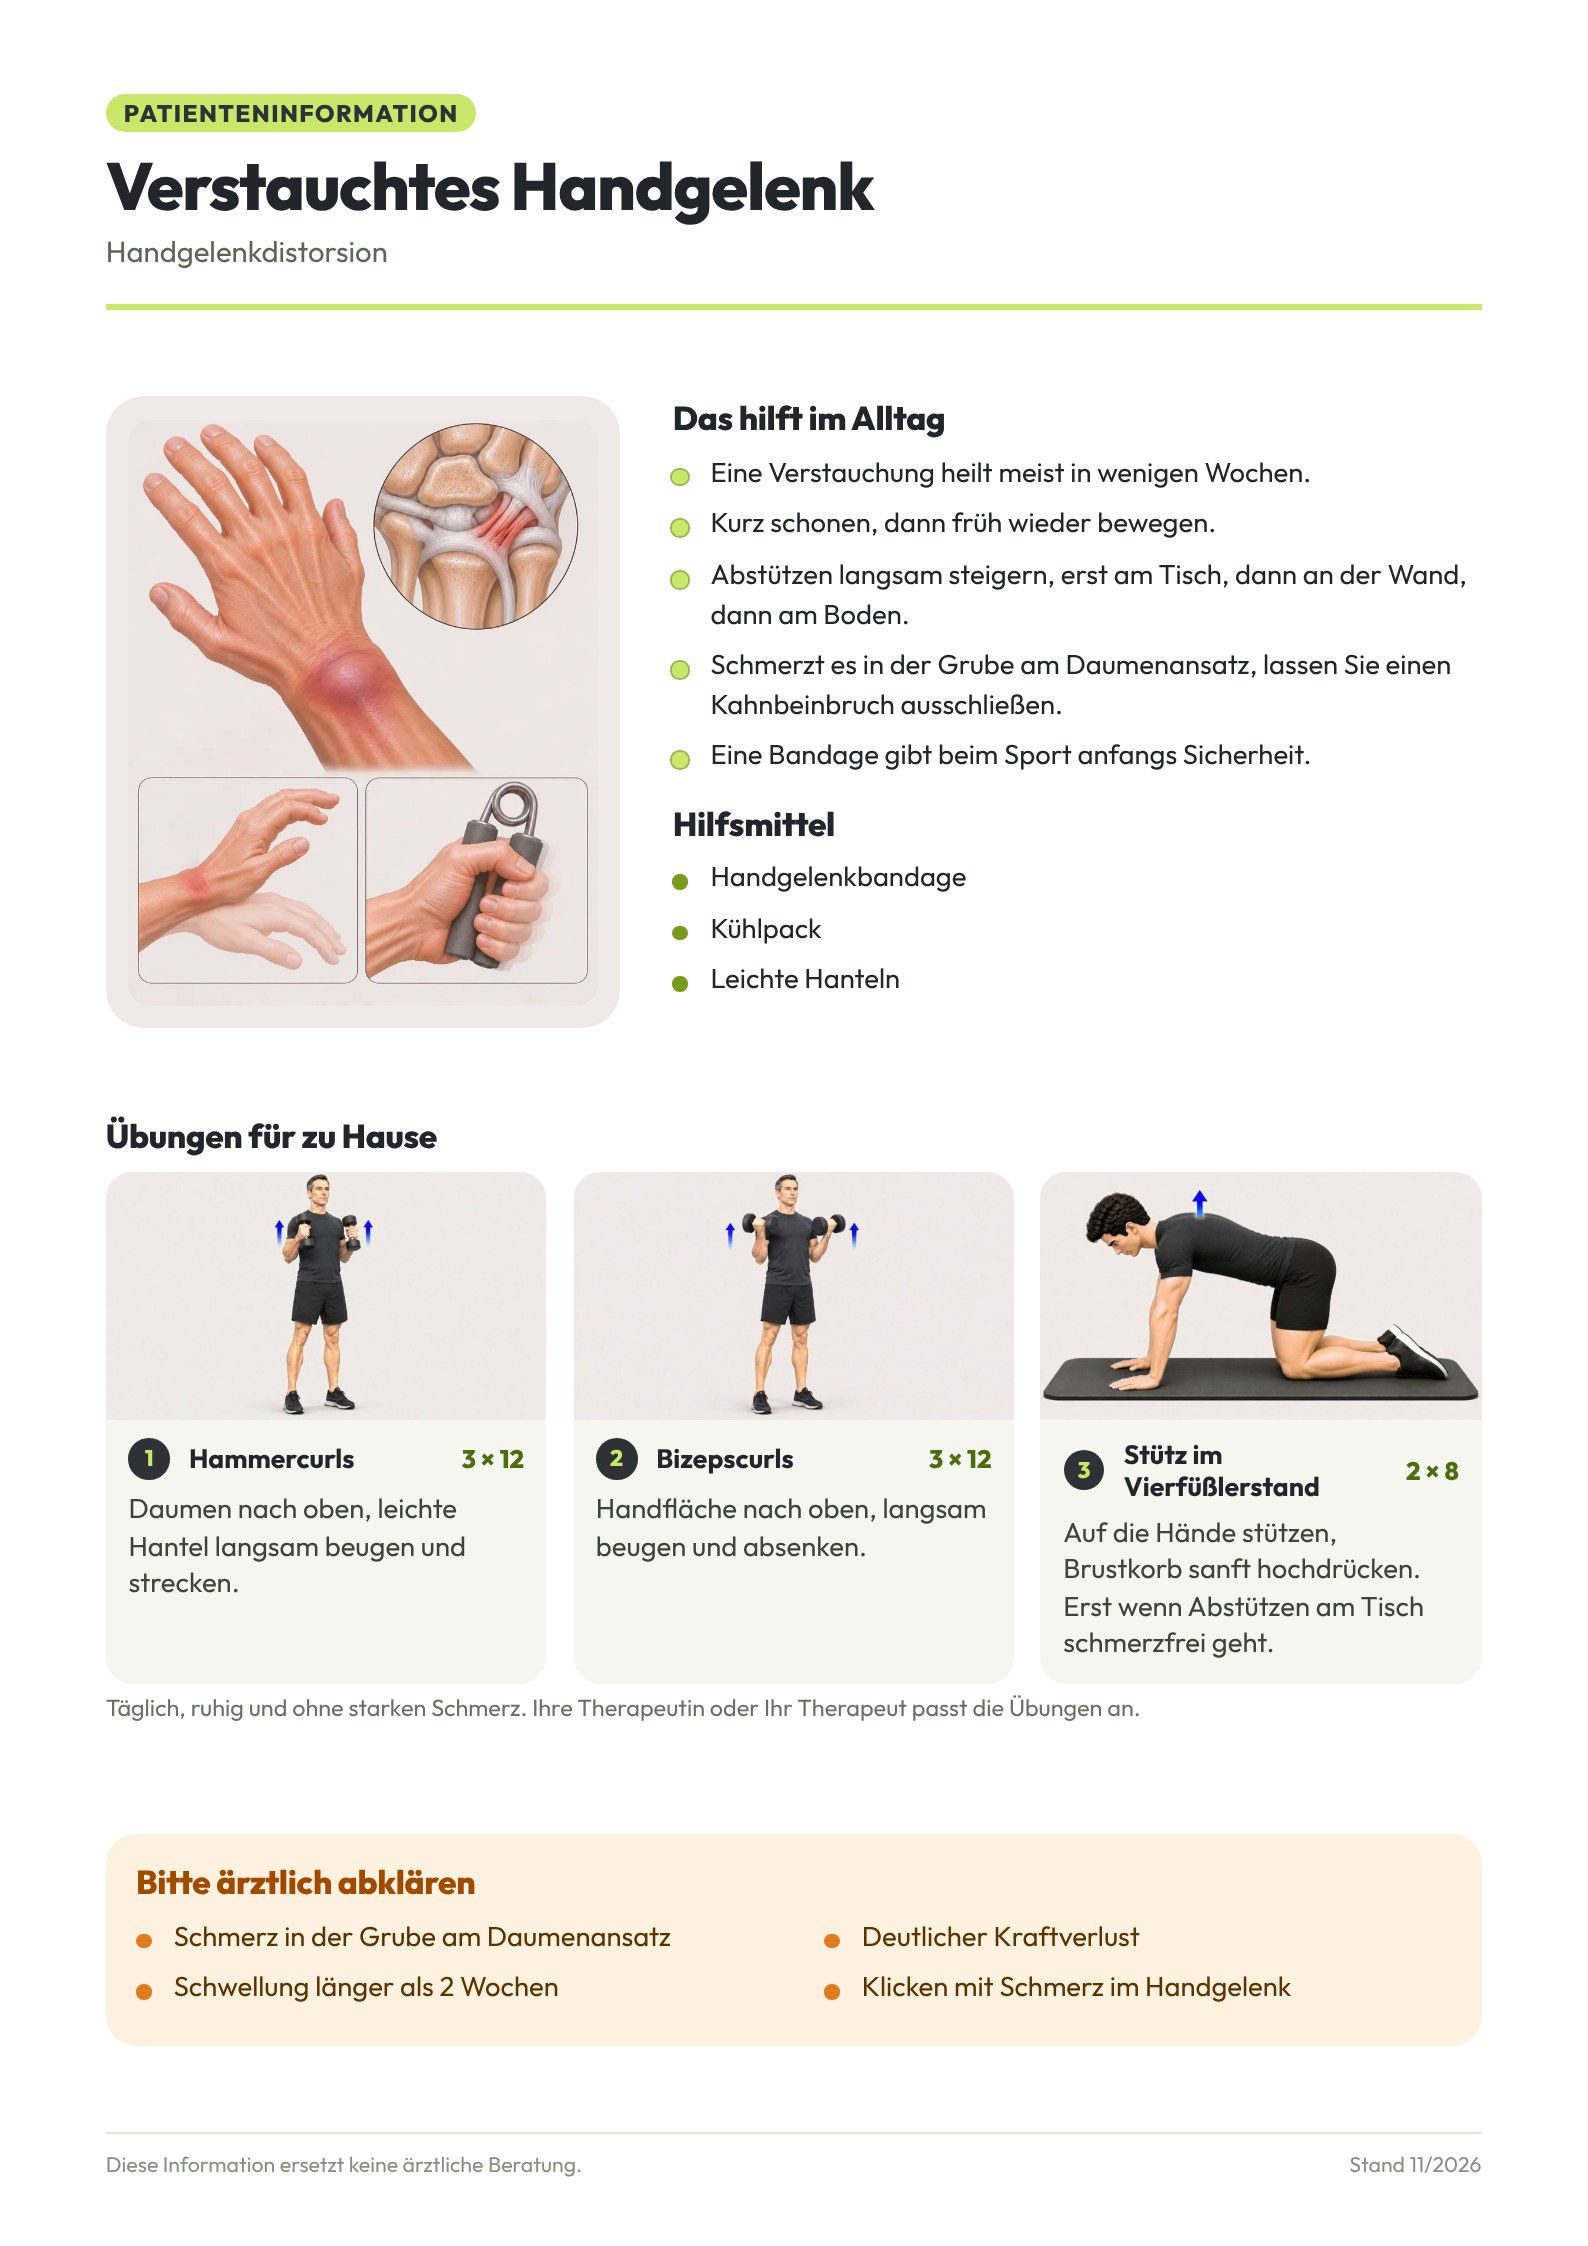 PATIENTENINFORMATION
Verstauchtes Handgelenk
Handgelenkdistorsion
Das hilft im Alltag
Eine Verstauchung heilt meist in wenigen Wochen.
Kurz schonen, dann früh wieder bewegen.
Abstützen langsam steigern, erst am Tisch, dann an der Wand,
dann am Boden.
Schmerzt es in der Grube am Daumenansatz, lassen Sie einen
Kahnbeinbruch ausschließen.
Eine Bandage gibt beim Sport anfangs Sicherheit.
Hilfsmittel
Handgelenkbandage
Kühlpack
Leichte Hanteln
Übungen für zu Hause
1 Hammercurls 3 × 12
Daumen nach oben, leichte
Hantel langsam beugen und
strecken.
2 Bizepscurls 3 × 12
Handfläche nach oben, langsam
beugen und absenken.
3 Stütz im
Vierfüßlerstand 2 × 8
Auf die Hände stützen,
Brustkorb sanft hochdrücken.
Erst wenn Abstützen am Tisch
schmerzfrei geht.
Täglich, ruhig und ohne starken Schmerz. Ihre Therapeutin oder Ihr Therapeut passt die Übungen an.
Bitte ärztlich abklären
Schmerz in der Grube am Daumenansatz
Schwellung länger als 2 Wochen
Deutlicher Kraftverlust
Klicken mit Schmerz im Handgelenk
Diese Information ersetzt keine ärztliche Beratung.
Stand 11/2026